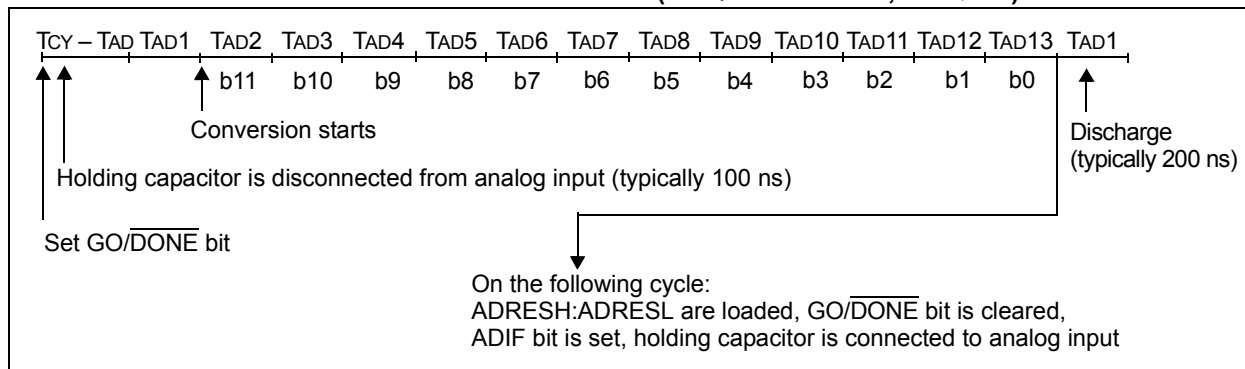 TCY – TAD TAD1 TAD2 TAD3 TAD4 TAD5 TAD6 TAD7 TAD8 TAD9 TAD10 TAD11 TAD12 TAD13 TAD1
b11 b10 b9 b8 b7 b6 b5 b4 b3 b2 b1 b0
Conversion starts
Discharge
(typically 200 ns)
Holding capacitor is disconnected from analog input (typically 100 ns)
Set GO/DONE bit
On the following cycle:
ADRESH:ADRESL are loaded, GO/DONE bit is cleared,
ADIF bit is set, holding capacitor is connected to analog input